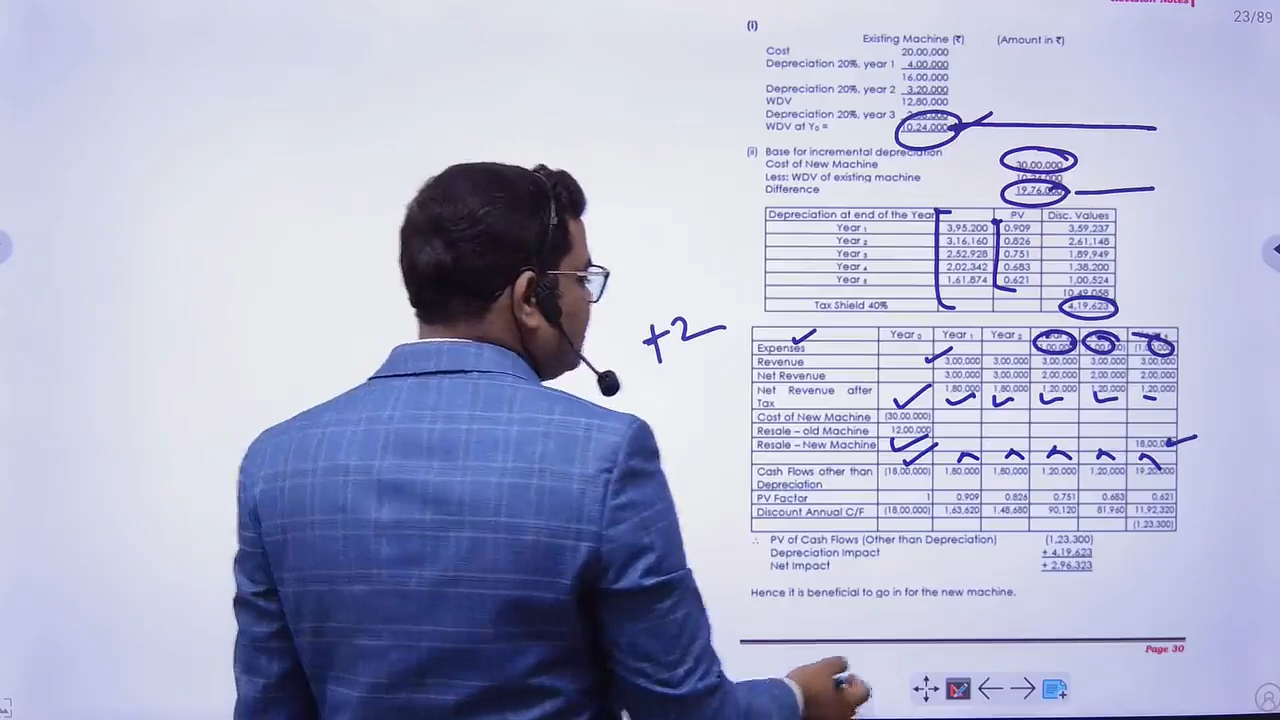 Revision Notes
23/89
(i)
Existing Machine (₹) (Amount in ₹)
Cost 20,00,000
Depreciation 20%, year 1 4,00,000
16,00,000
Depreciation 20%, year 2 3,20,000
WDV 12,80,000
Depreciation 20%, year 3
WDV at Y₀ = 10,24,000
(ii) Base for incremental depreciation
Cost of New Machine 30,00,000
Less: WDV of existing machine
Difference 19,76,000
Depreciation at end of the Year PV Disc. Values
Year 1 3,95,200 0.909 3,59,237
Year 2 3,16,160 0.826 2,61,148
Year 3 2,52,928 0.751 1,89,949
Year 4 2,02,342 0.683 1,38,200
Year 5 1,61,874 0.621 1,00,524
10,49,058
Tax Shield 40% 4,19,623
+2
Year 0 Year 1 Year 2
Expenses
Revenue 3,00,000 3,00,000 3,00,000 3,00,000 3,00,000
Net Revenue 3,00,000 3,00,000 2,00,000 2,00,000 2,00,000
Net Revenue after 1,80,000 1,80,000 1,20,000 1,20,000 1,20,000
Tax
Cost of New Machine (30,00,000)
Resale – old Machine 12,00,000
Resale – New Machine 18,00,000
Cash Flows other than (18,00,000) 1,80,000 1,80,000 1,20,000 1,20,000 19,20,000
Depreciation
PV Factor 1 0.909 0.826 0.751 0.683 0.621
Discount Annual C/F (18,00,000) 1,63,620 1,48,680 90,120 81,960 11,92,320
(1,23,300)
∴ PV of Cash Flows (Other than Depreciation) (1,23,300)
Depreciation Impact + 4,19,623
Net Impact + 2,96,323
Hence it is beneficial to go in for the new machine.
Page 30